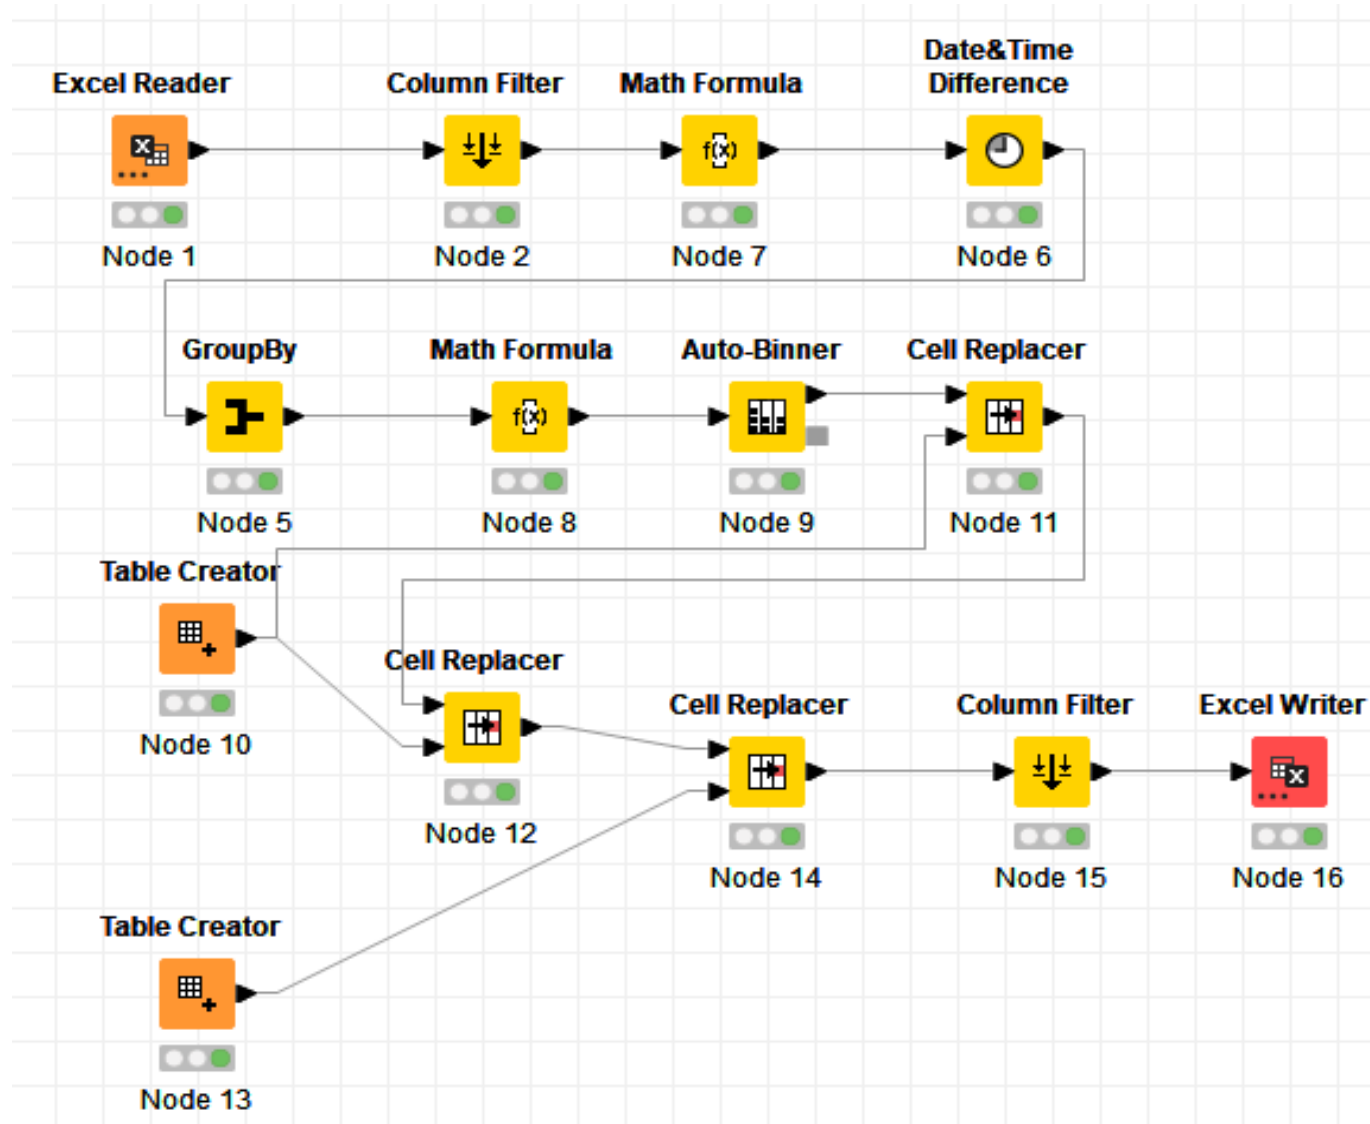 Excel Reader
Column Filter
Math Formula
Date&Time
Difference
f(x)
Node 1
Node 2
Node 7
Node 6
GroupBy
Math Formula
Auto-Binner
Cell Replacer
f(x)
Node 5
Node 8
Node 9
Node 11
Table Creator
Node 10
Cell Replacer
Node 12
Cell Replacer
Column Filter
Excel Writer
Node 14
Node 15
Node 16
Table Creator
Node 13